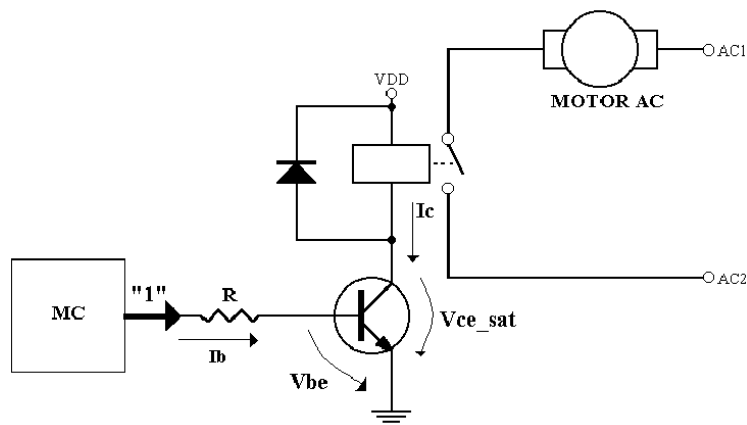 AC1
MOTOR AC
VDD
Ic
AC2
"1"
R
MC
Vce_sat
Ib
Vbe